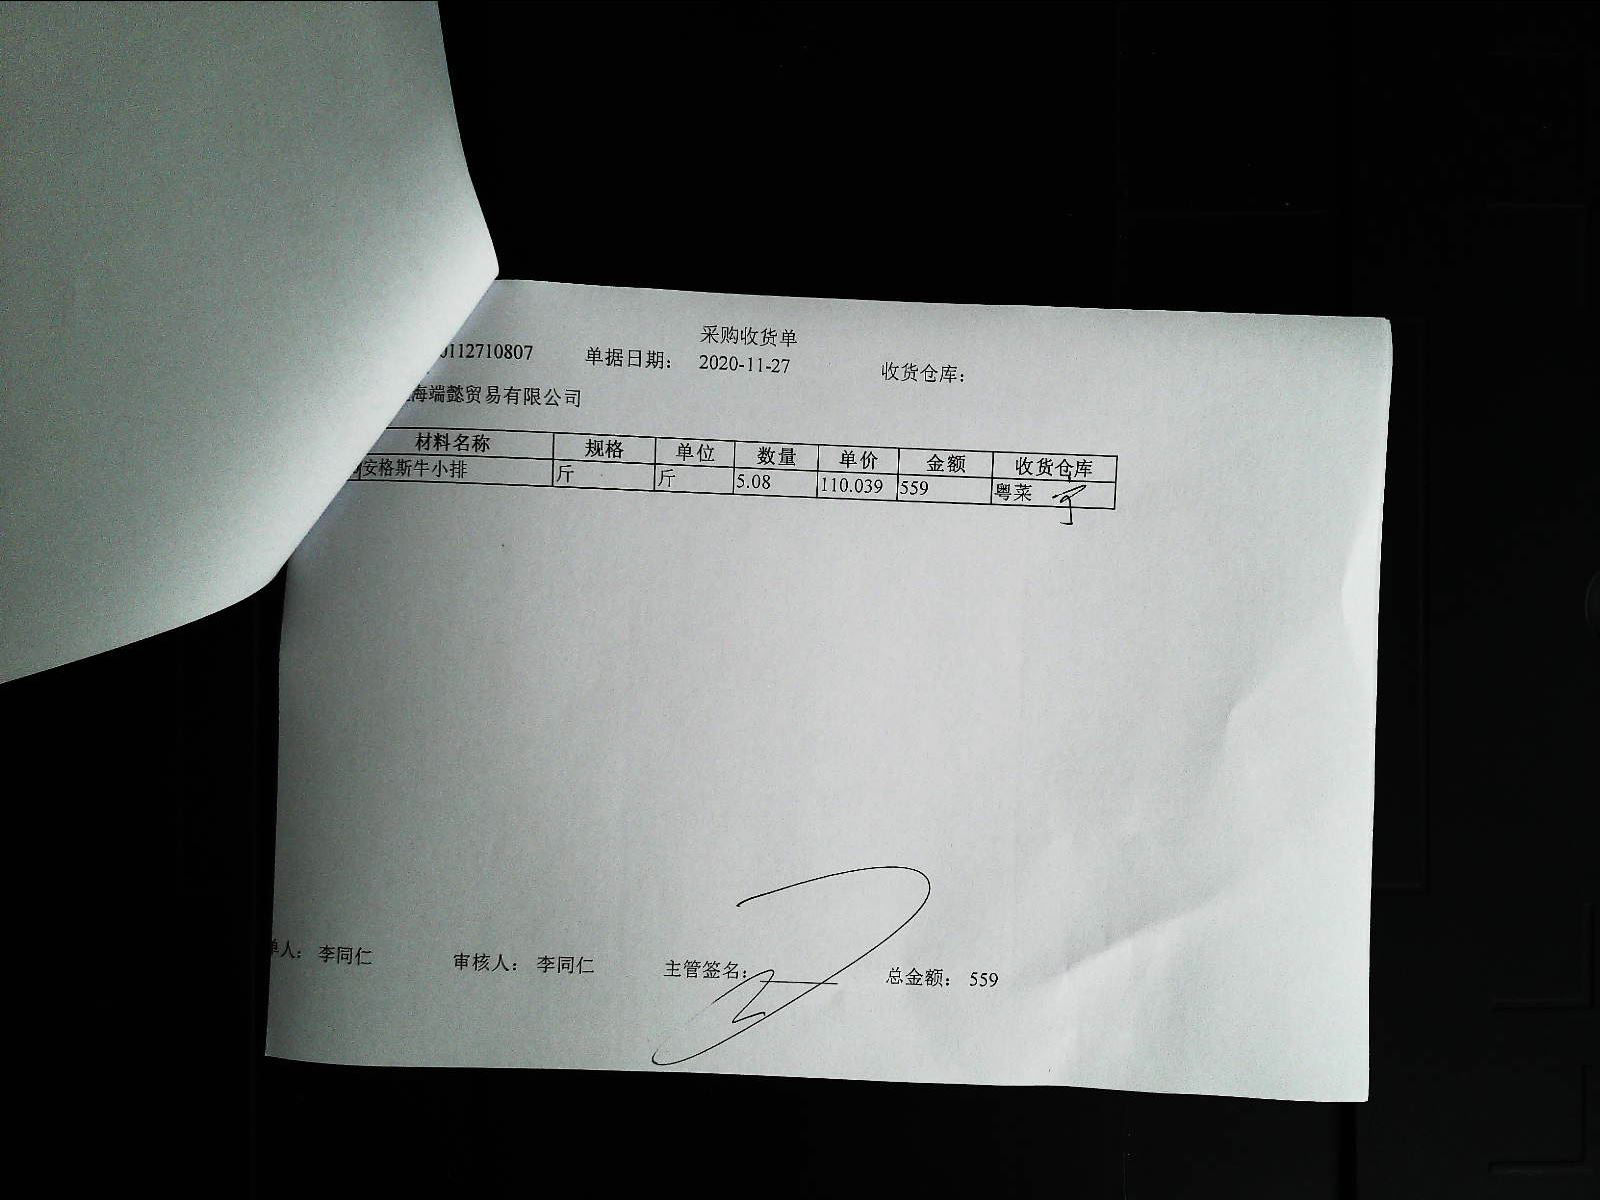 采购收货单
0112710807 单据日期： 2020-11-27 收货仓库：
海端懿贸易有限公司
材料名称 规格 单位 数量 单价 金额 收货仓库
安格斯牛小排 斤 斤 5.08 110.039 559 粤菜
单人： 李同仁 审核人： 李同仁 主管签名： 总金额： 559